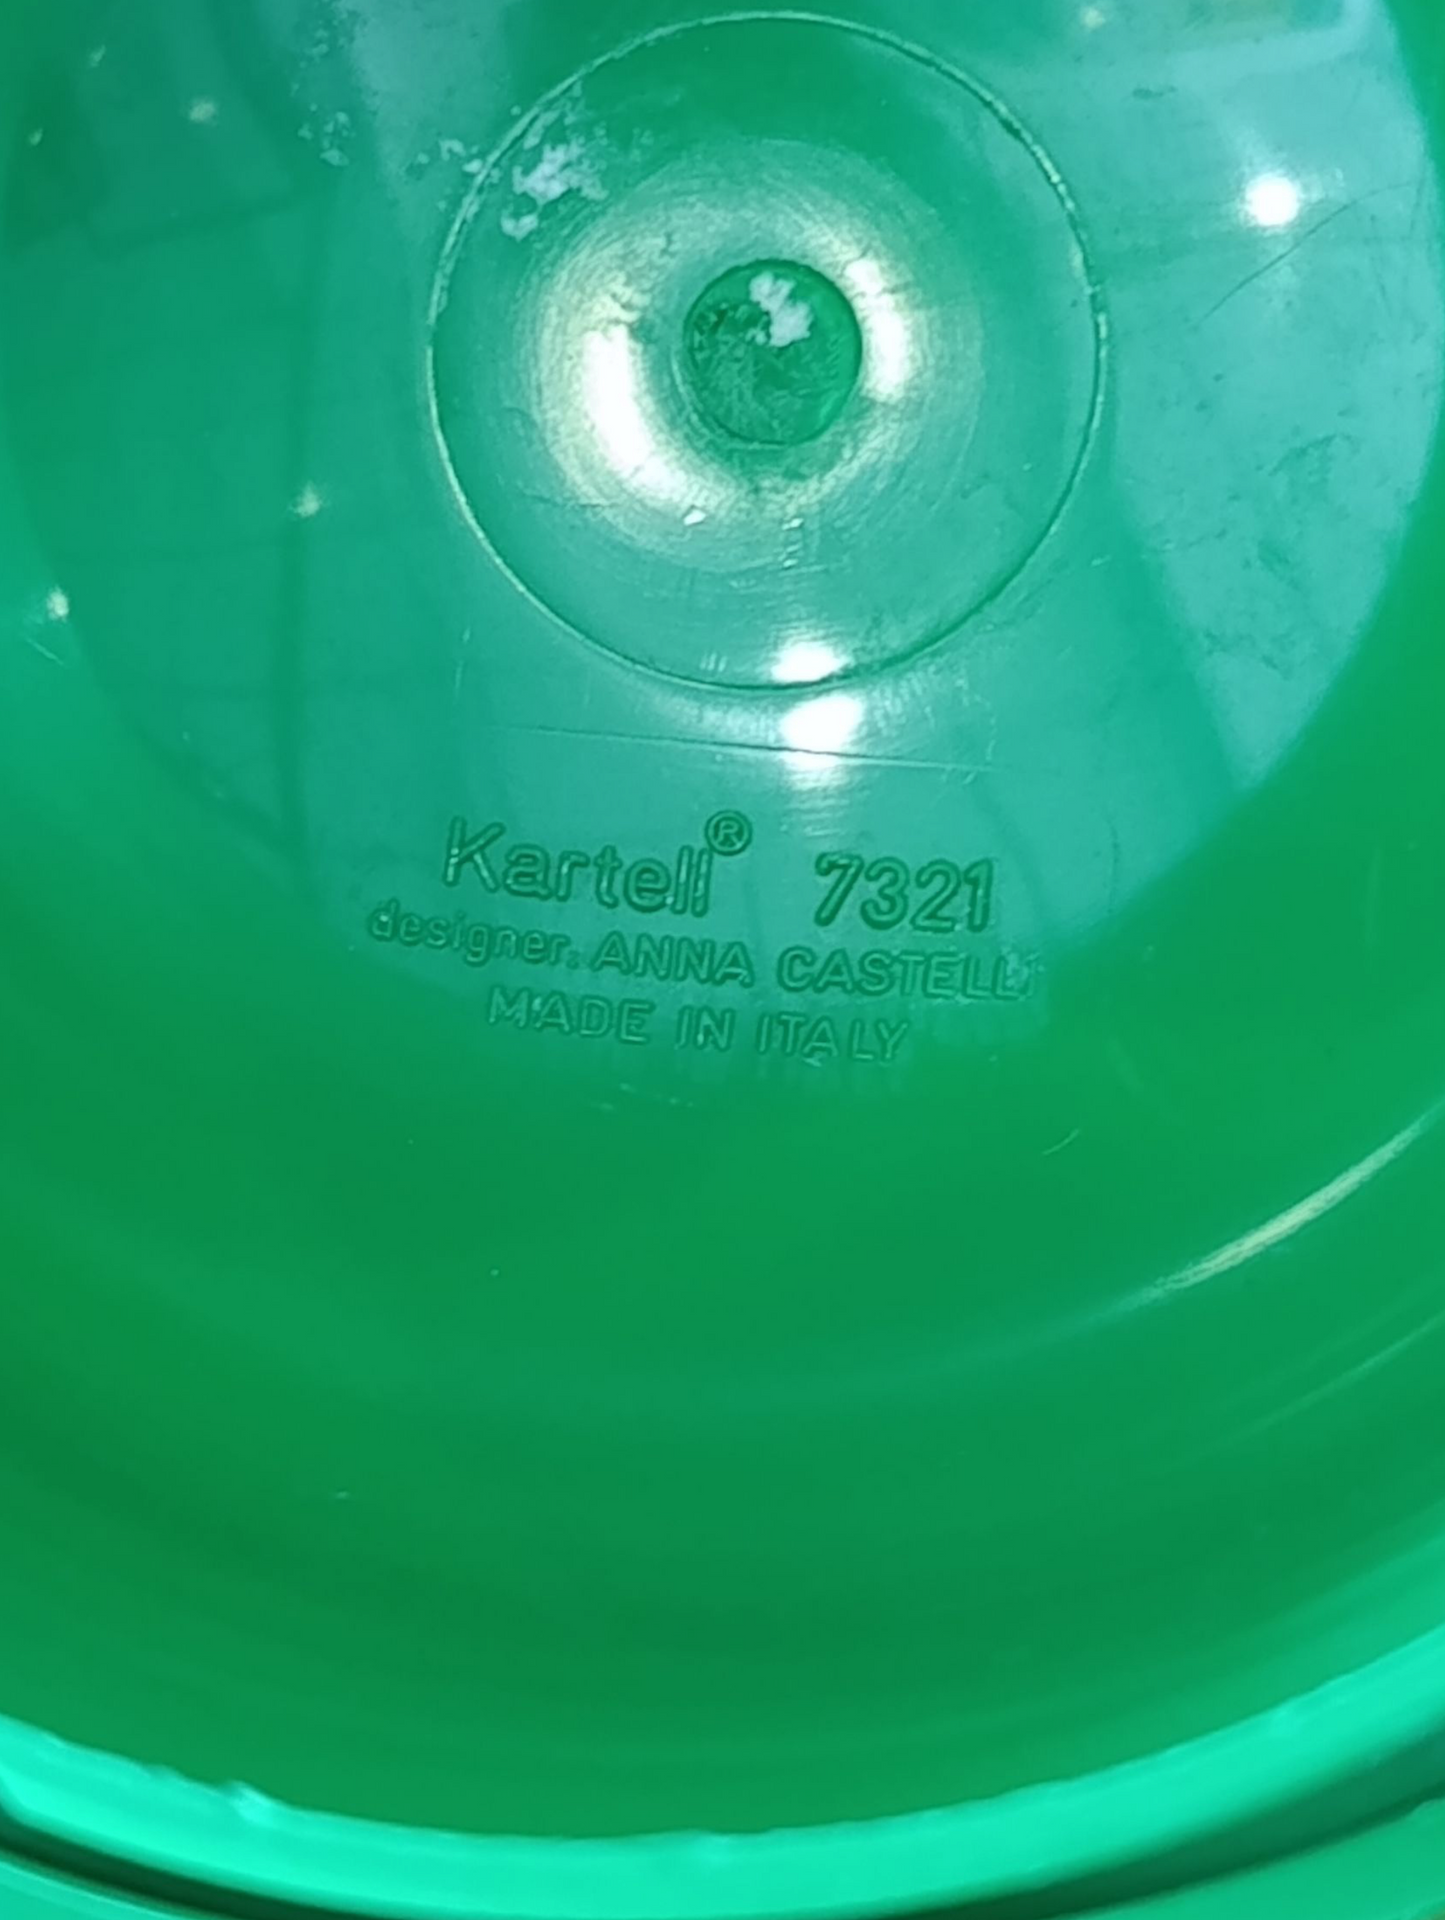 Kartell® 7321
designer: ANNA CASTELLI
MADE IN ITALY